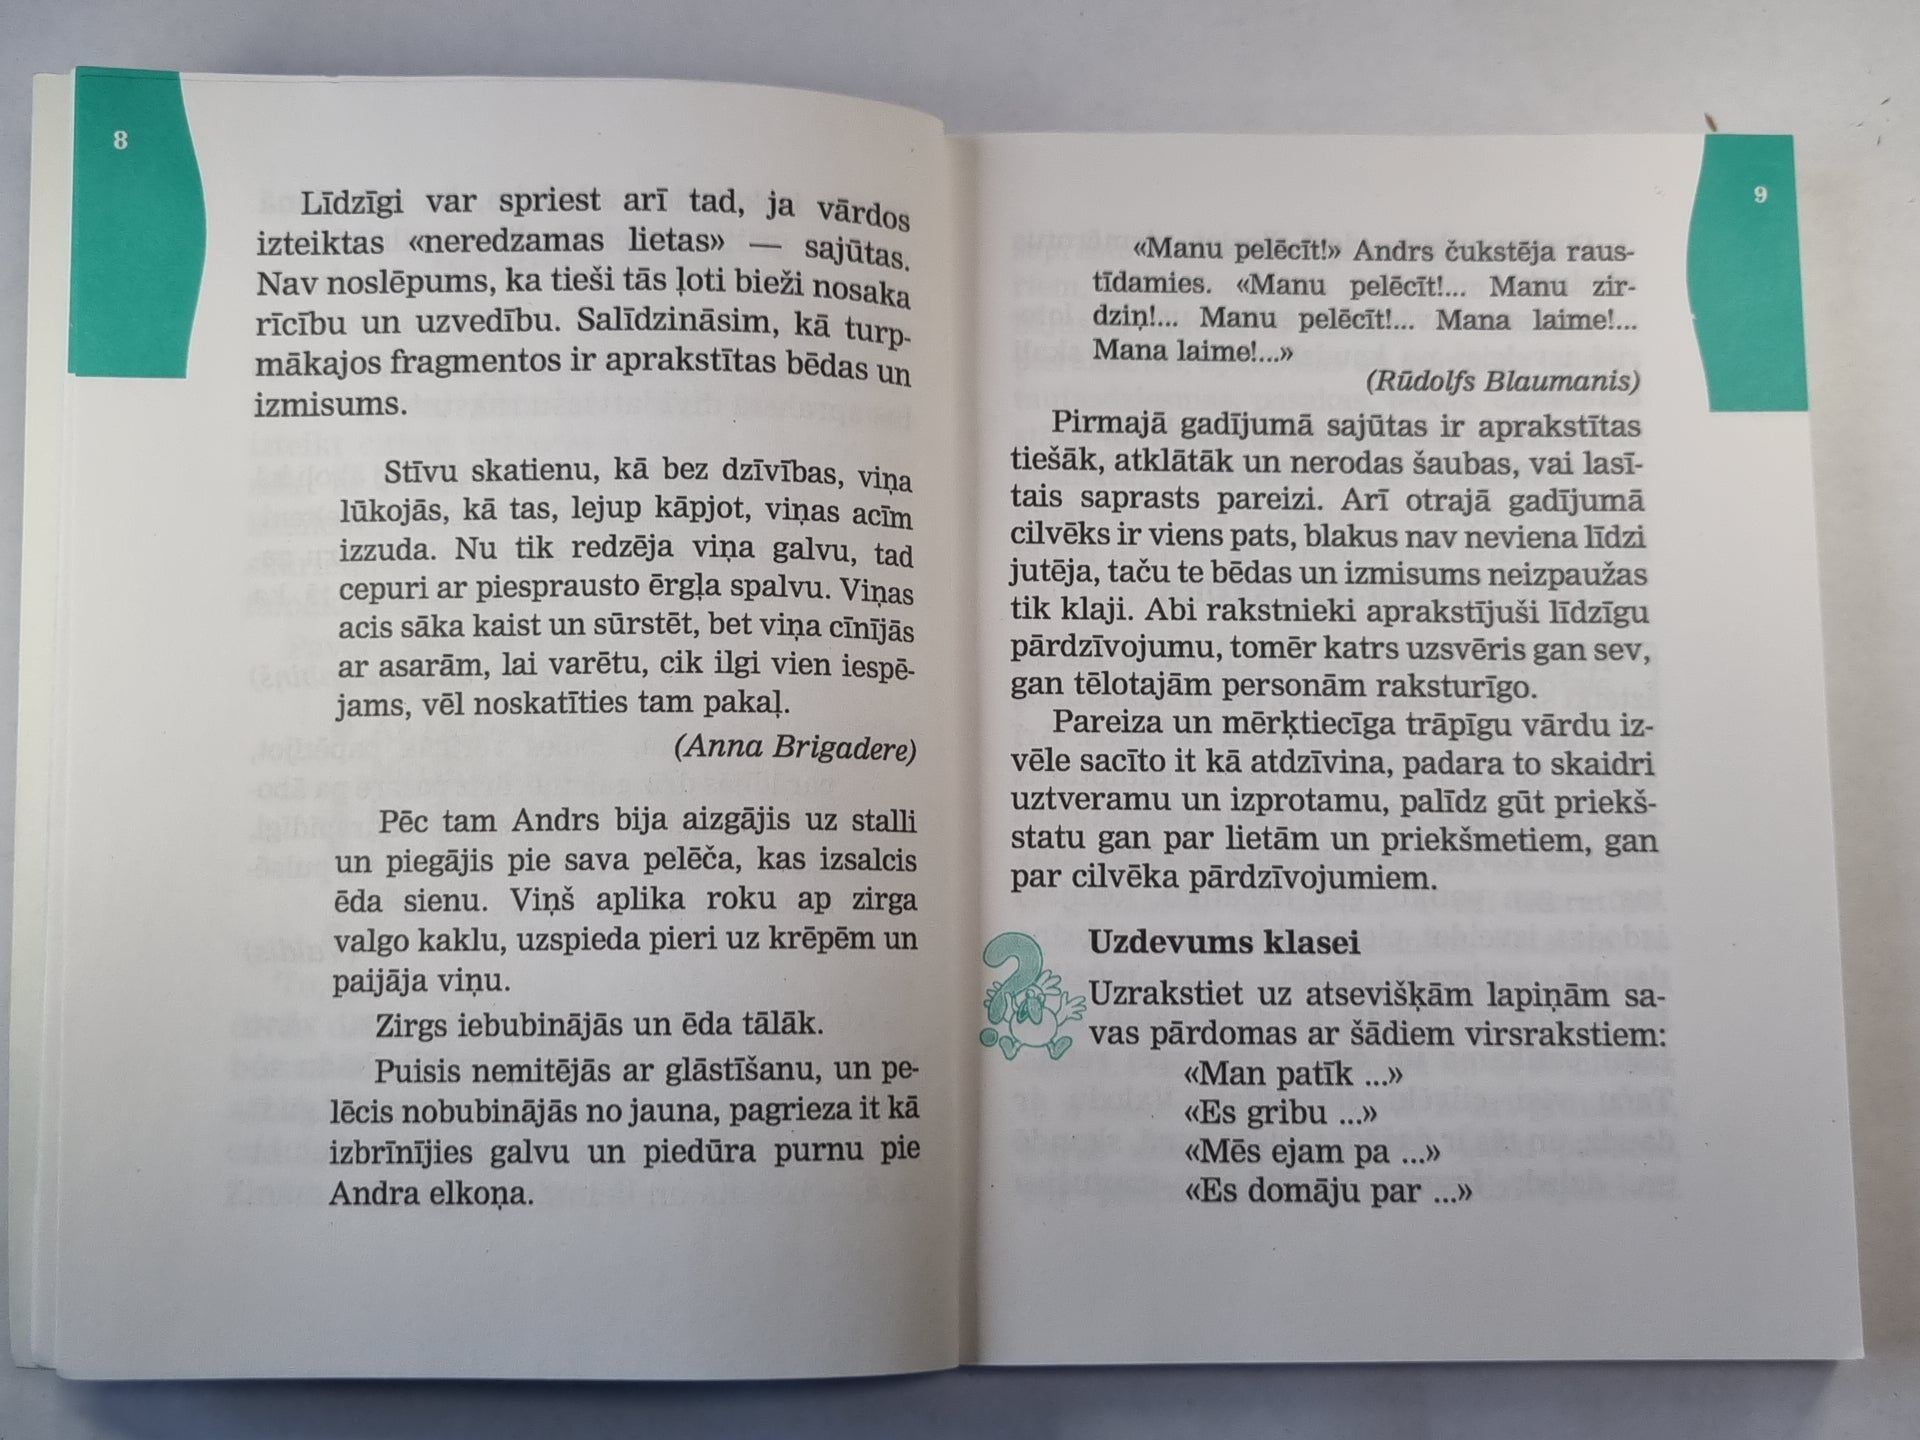 8
Līdzīgi var spriest arī tad, ja vārdos
izteiktas «neredzamas lietas» — sajūtas.
Nav noslēpums, ka tieši tās ļoti bieži nosaka
rīcību un uzvedību. Salīdzināsim, kā turp-
mākajos fragmentos ir aprakstītas bēdas un
izmisums.
Stīvu skatienu, kā bez dzīvības, viņa
lūkojās, kā tas, lejup kāpjot, viņas acīm
izzuda. Nu tik redzēja viņa galvu, tad
cepuri ar piesprausto ērgļa spalvu. Viņas
acis sāka kaist un sūrstēt, bet viņa cīnījās
ar asarām, lai varētu, cik ilgi vien iespē-
jams, vēl noskatīties tam pakaļ.
(Anna Brigadere)
Pēc tam Andrs bija aizgājis uz stalli
un piegājis pie sava pelēča, kas izsalcis
ēda sienu. Viņš aplika roku ap zirga
valgo kaklu, uzspieda pieri uz krēpēm un
paijāja viņu.
Zirgs iebubinājās un ēda tālāk.
Puisis nemitējās ar glāstīšanu, un pe-
lēcis nobubinājās no jauna, pagrieza it kā
izbrīnījies galvu un piedūra purnu pie
Andra elkoņa.
9
«Manu pelēcīt!» Andrs čukstēja raus-
tīdamies. «Manu pelēcīt!... Manu zir-
dziņ!... Manu pelēcīt!... Mana laime!...
Mana laime!...»
(Rūdolfs Blaumanis)
Pirmajā gadījumā sajūtas ir aprakstītas
tiešāk, atklātāk un nerodas šaubas, vai lasī-
tais saprasts pareizi. Arī otrajā gadījumā
cilvēks ir viens pats, blakus nav neviena līdzi
jutēja, taču te bēdas un izmisums neizpaužas
tik klaji. Abi rakstnieki aprakstījuši līdzīgu
pārdzīvojumu, tomēr katrs uzsvēris gan sev,
gan tēlotajām personām raksturīgo.
Pareiza un mērķtiecīga trāpīgu vārdu iz-
vēle sacīto it kā atdzīvina, padara to skaidri
uztveramu un izprotamu, palīdz gūt priekš-
statu gan par lietām un priekšmetiem, gan
par cilvēka pārdzīvojumiem.
Uzdevums klasei
Uzrakstiet uz atsevišķām lapiņām sa-
vas pārdomas ar šādiem virsrakstiem:
«Man patīk ...»
«Es gribu ...»
«Mēs ejam pa ...»
«Es domāju par ...»